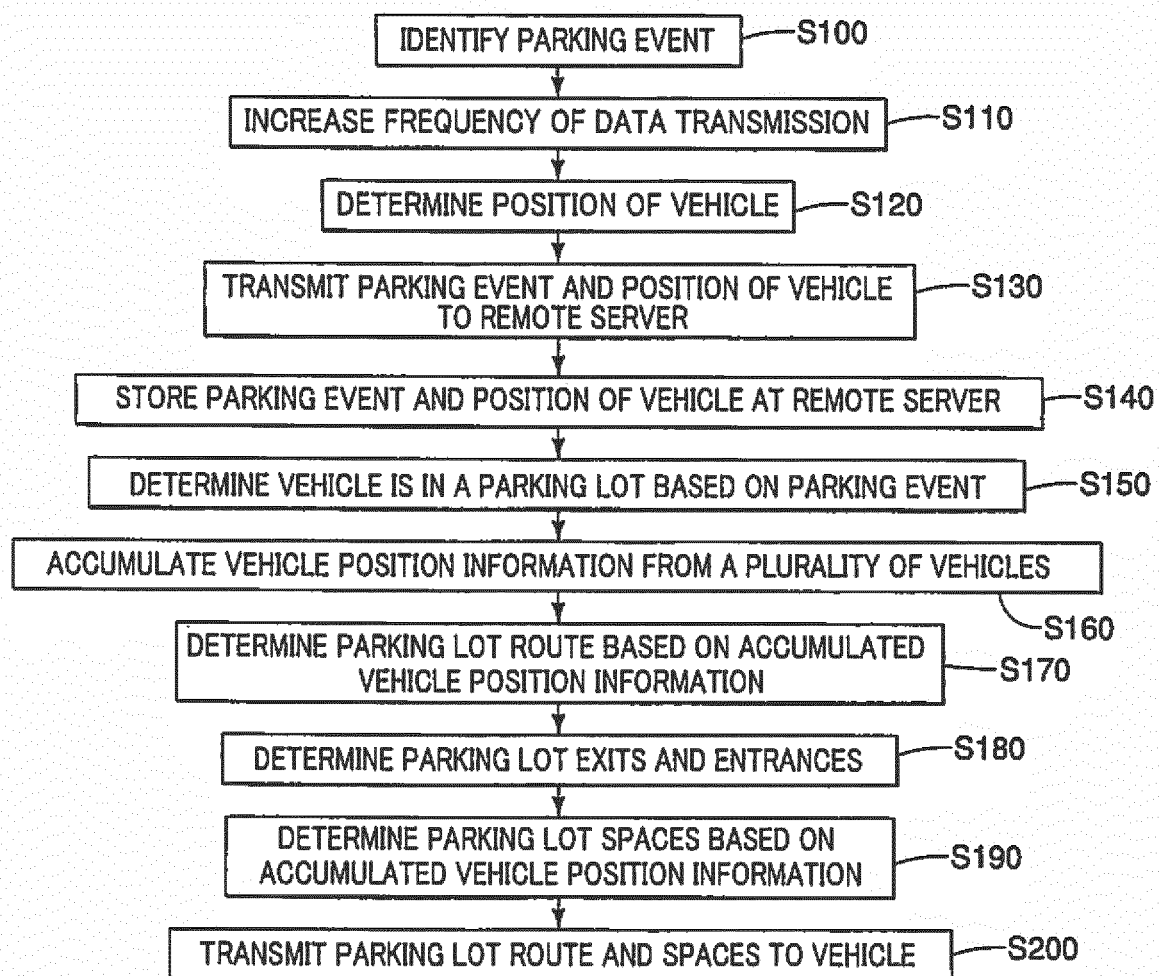 IDENTIFY PARKING EVENT
S100
INCREASE FREQUENCY OF DATA TRANSMISSION
S110
DETERMINE POSITION OF VEHICLE
S120
TRANSMIT PARKING EVENT AND POSITION OF VEHICLE
TO REMOTE SERVER
S130
STORE PARKING EVENT AND POSITION OF VEHICLE AT REMOTE SERVER
S140
DETERMINE VEHICLE IS IN A PARKING LOT BASED ON PARKING EVENT
S150
ACCUMULATE VEHICLE POSITION INFORMATION FROM A PLURALITY OF VEHICLES
S160
DETERMINE PARKING LOT ROUTE BASED ON ACCUMULATED
VEHICLE POSITION INFORMATION
S170
DETERMINE PARKING LOT EXITS AND ENTRANCES
S180
DETERMINE PARKING LOT SPACES BASED ON
ACCUMULATED VEHICLE POSITION INFORMATION
S190
TRANSMIT PARKING LOT ROUTE AND SPACES TO VEHICLE
S200